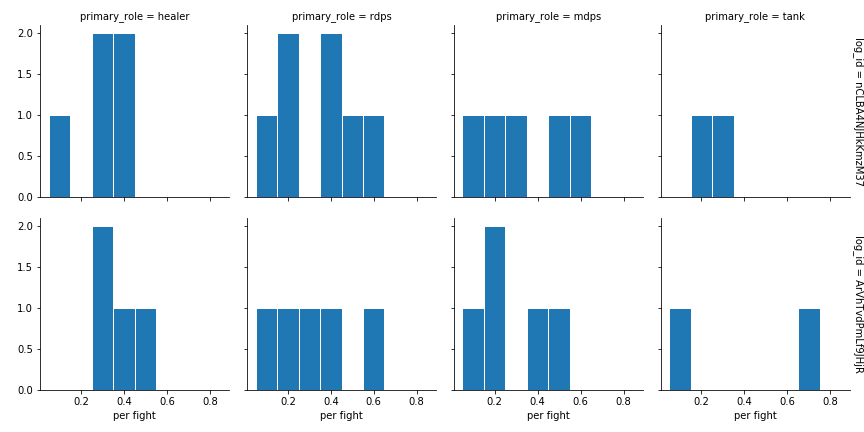 primary_role = healer
primary_role = rdps
primary_role = mdps
primary_role = tank
2.0
1.5
1.0
0.5
0.0
log_id = nCLBA4NJHkKmzM37
2.0
1.5
1.0
0.5
0.0
log_id = ArVhTvdPmLf9JHjR
0.2 0.4 0.6 0.8
0.2 0.4 0.6 0.8
0.2 0.4 0.6 0.8
0.2 0.4 0.6 0.8
per fight
per fight
per fight
per fight